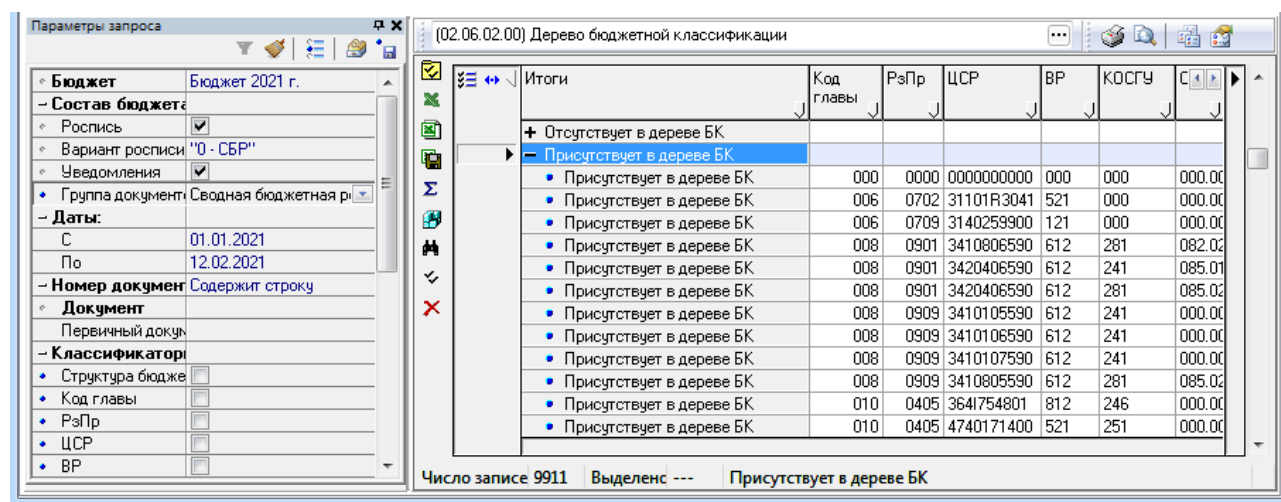 Параметры запроса
Бюджет Бюджет 2021 г.
Состав бюджета
Роспись
Вариант росписи "0 - СБР"
Уведомления
Группа документ Сводная бюджетная р
Даты:
С 01.01.2021
По 12.02.2021
Номер докумен Содержит строку
Документ
Первичный докум
Классификатор
Структура бюдже
Код главы
РзПр
ЦСР
ВР
(02.06.02.00) Дерево бюджетной классификации
Итоги Код главы РзПр ЦСР ВР КОСГУ С
+ Отсутствует в дереве БК
− Присутствует в дереве БК
Присутствует в дереве БК 000 0000 0000000000 000 000 000.00
Присутствует в дереве БК 006 0702 31101R3041 521 000 000.00
Присутствует в дереве БК 006 0709 3140259900 121 000 000.00
Присутствует в дереве БК 008 0901 3410806590 612 281 082.02
Присутствует в дереве БК 008 0901 3420406590 612 241 085.01
Присутствует в дереве БК 008 0901 3420406590 612 281 085.02
Присутствует в дереве БК 008 0909 3410105590 612 241 000.00
Присутствует в дереве БК 008 0909 3410106590 612 241 000.00
Присутствует в дереве БК 008 0909 3410107590 612 241 000.00
Присутствует в дереве БК 008 0909 3410805590 612 281 085.02
Присутствует в дереве БК 010 0405 364I754801 812 246 000.00
Присутствует в дереве БК 010 0405 4740171400 521 251 000.00
Число записе 9911 Выделенс --- Присутствует в дереве БК